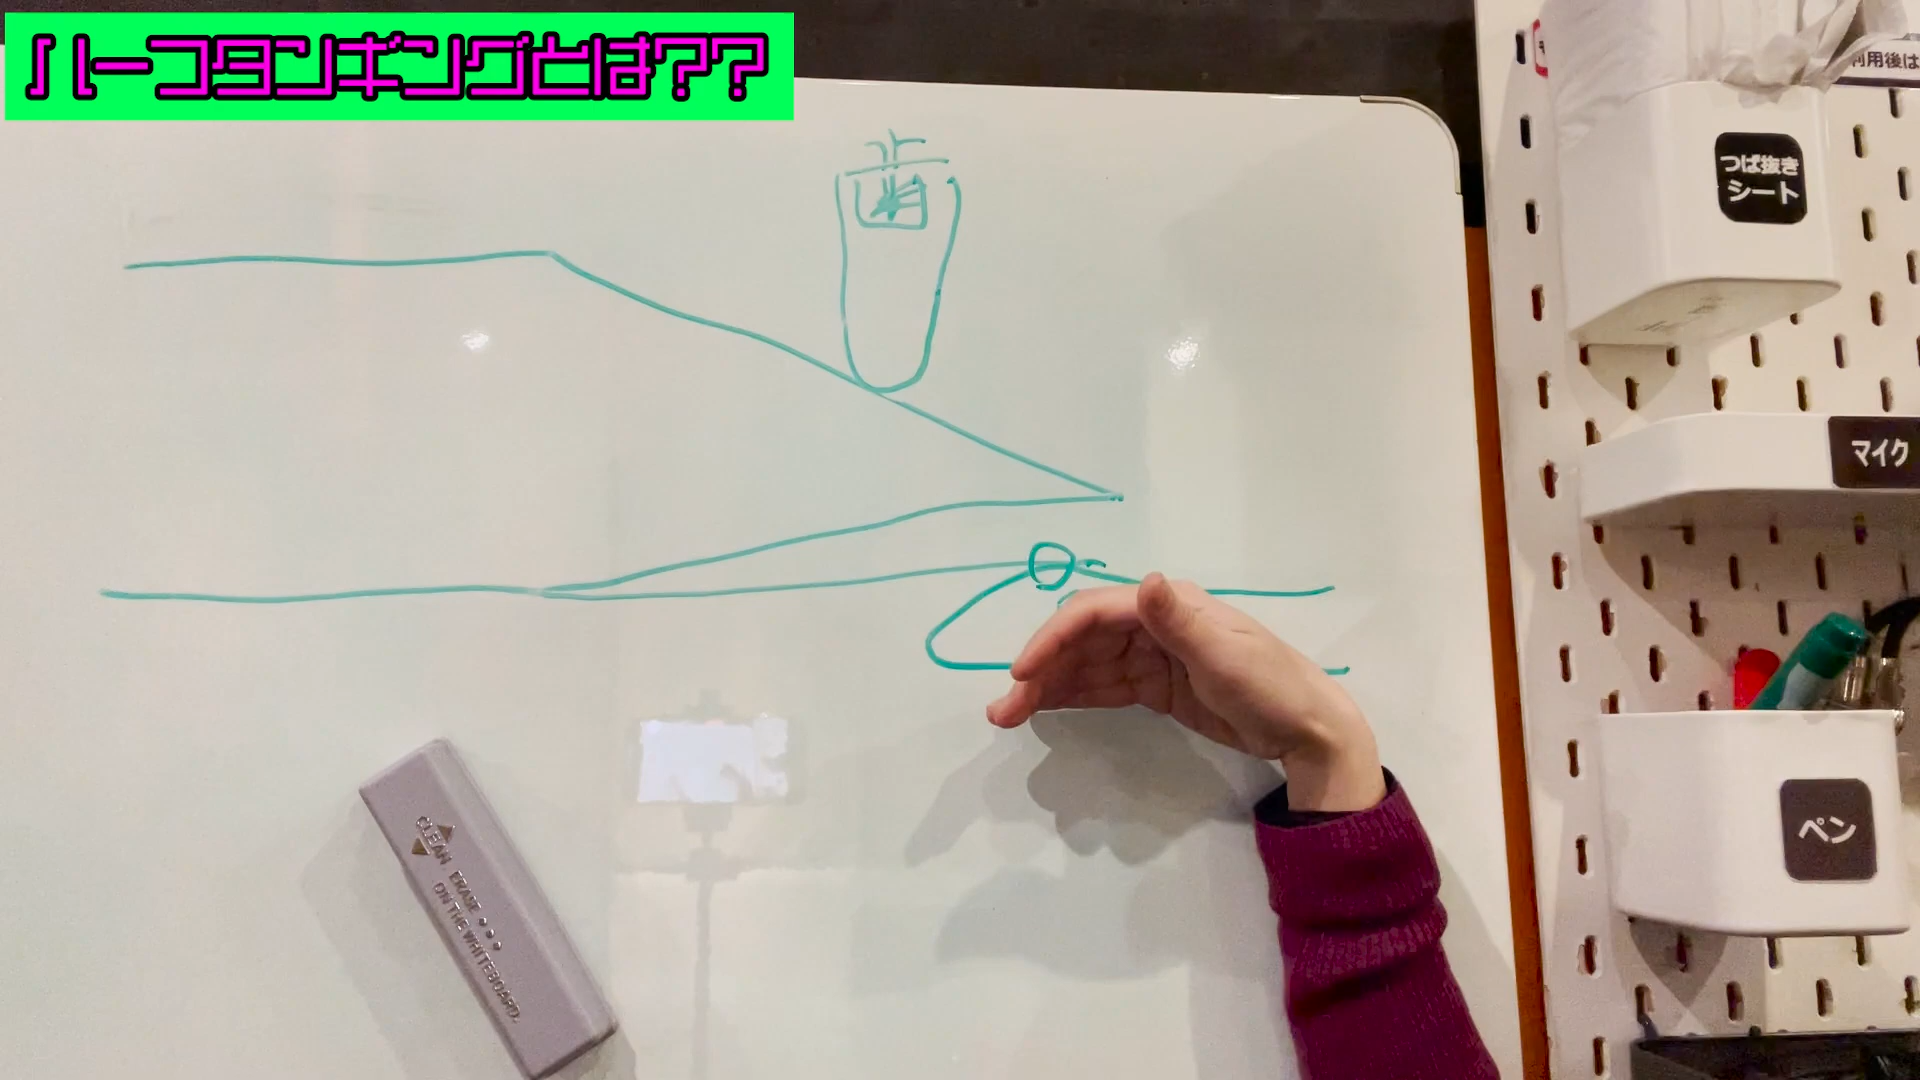 ハーフタンギングとは??
歯
利用後は
つば抜き
シート
マイク
ペン
CLEAN ERASE...
ON THE WHITEBOARD.